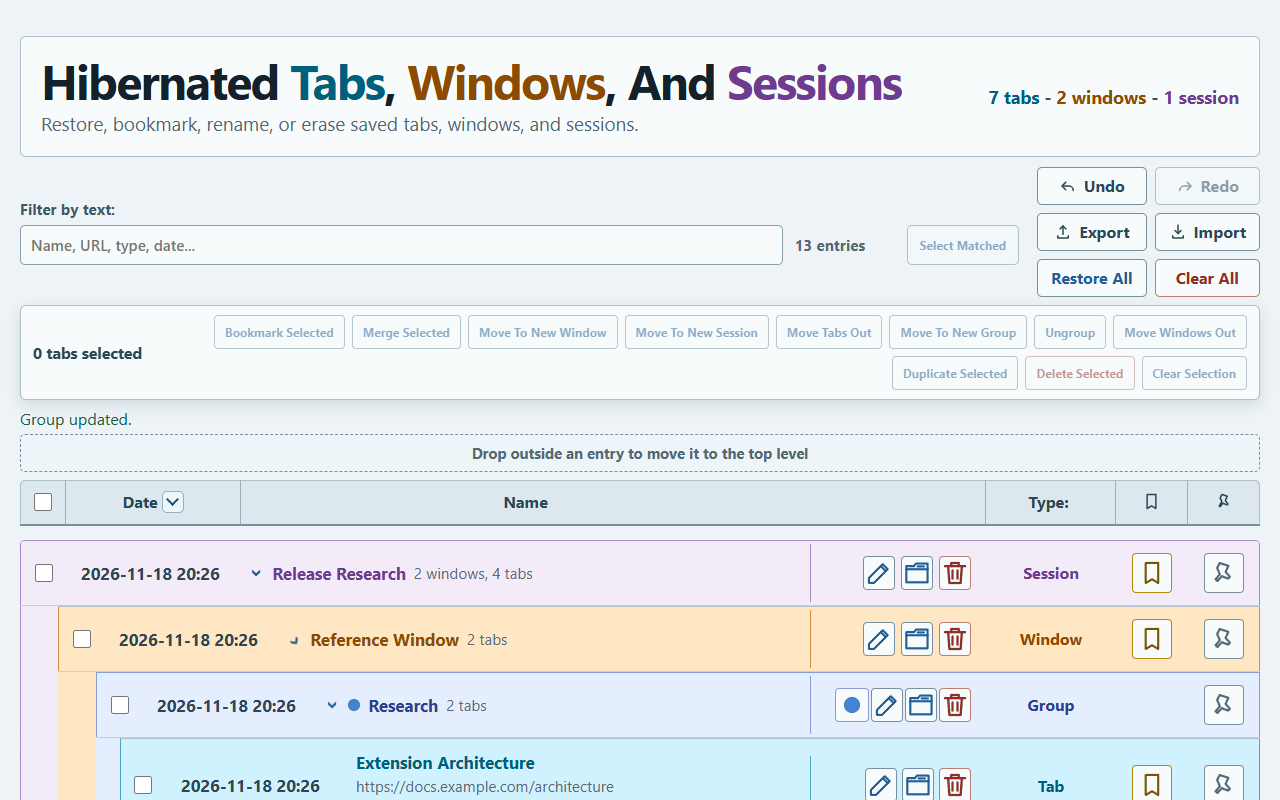 Hibernated Tabs, Windows, And Sessions
7 tabs - 2 windows - 1 session
Restore, bookmark, rename, or erase saved tabs, windows, and sessions.
Undo
Redo
Filter by text:
Name, URL, type, date...
13 entries
Select Matched
Export
Import
Restore All
Clear All
0 tabs selected
Bookmark Selected
Merge Selected
Move To New Window
Move To New Session
Move Tabs Out
Move To New Group
Ungroup
Move Windows Out
Duplicate Selected
Delete Selected
Clear Selection
Group updated.
Drop outside an entry to move it to the top level
Date
Name
Type:
2026-11-18 20:26 Release Research 2 windows, 4 tabs Session
2026-11-18 20:26 Reference Window 2 tabs Window
2026-11-18 20:26 Research 2 tabs Group
Extension Architecture
2026-11-18 20:26 https://docs.example.com/architecture Tab